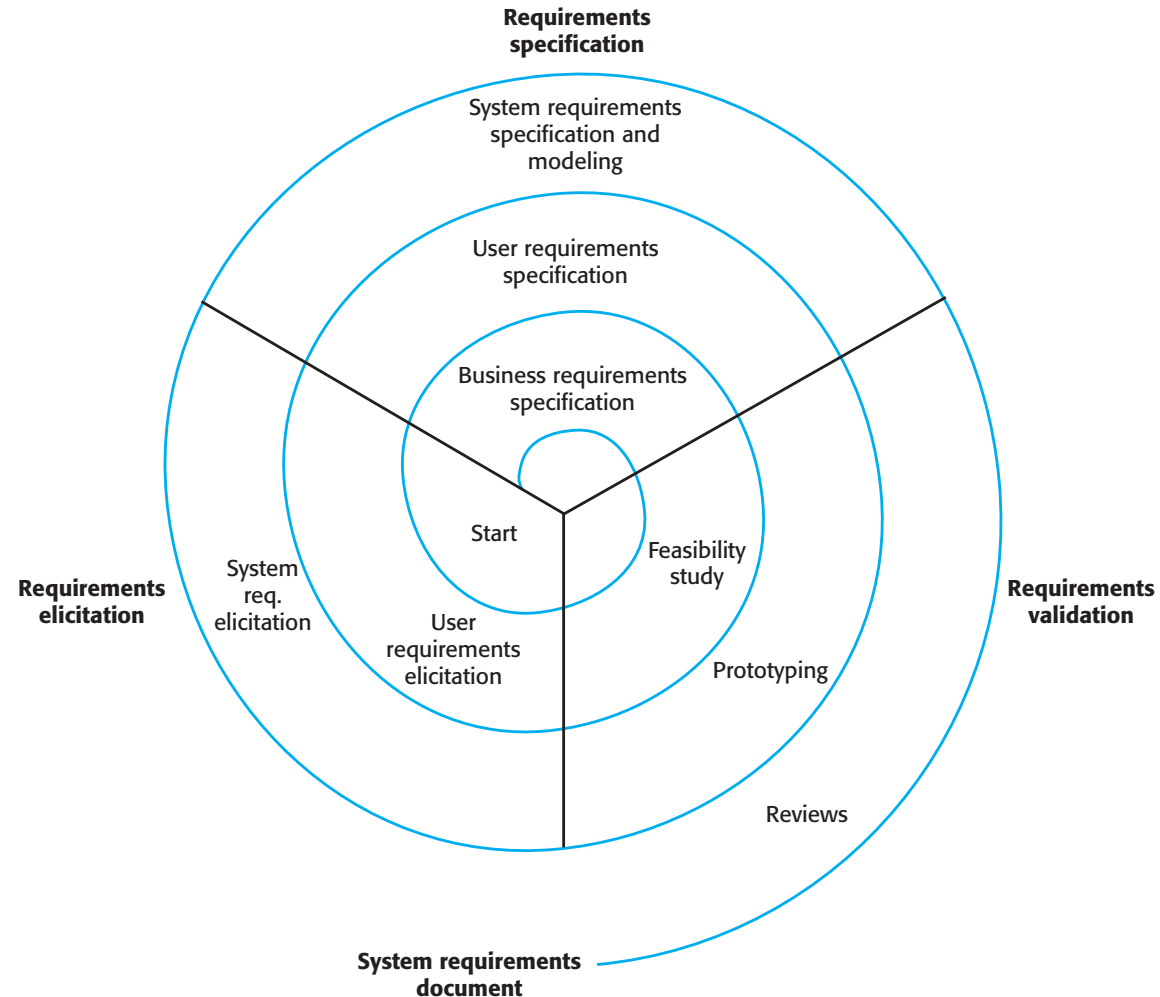 Requirements
specification
System requirements
specification and
modeling
User requirements
specification
Business requirements
specification
Start
Feasibility
study
System
req.
elicitation
Requirements
elicitation
Requirements
validation
User
requirements
elicitation
Prototyping
Reviews
System requirements
document